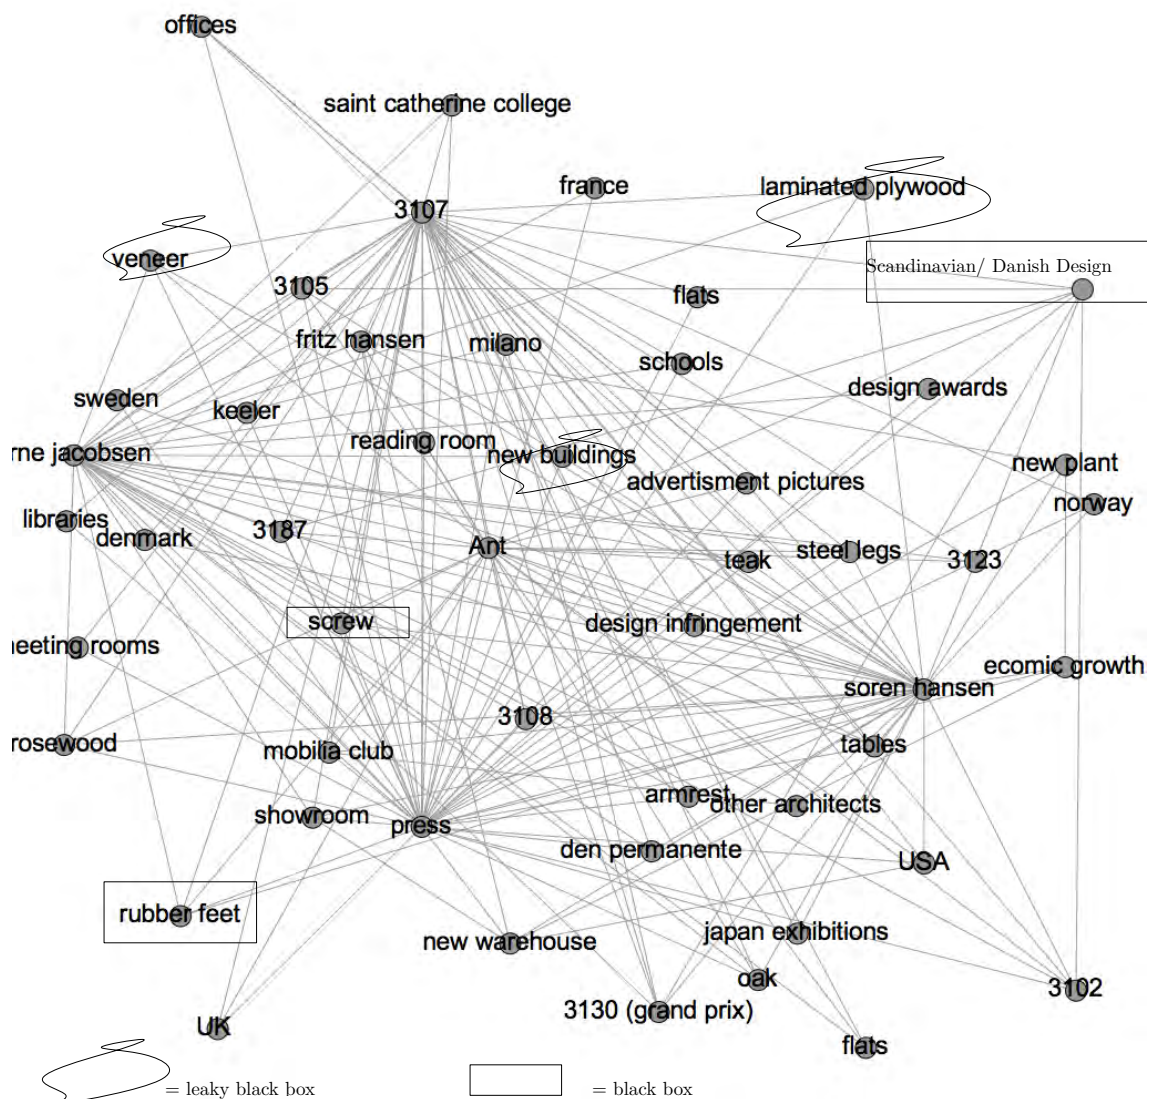 offices
saint catherine college
france
laminated plywood
3107
veneer
Scandinavian/ Danish Design
3105
flats
fritz hansen
milano
schools
design awards
sweden
keeler
reading room
new buildings
rne jacobsen
new plant
advertisment pictures
norway
libraries
denmark
3187
Ant
teak
steel legs
3123
screw
design infringement
neeting rooms
ecomic growth
soren hansen
3108
rosewood
mobilia club
tables
armrest
other architects
showroom
press
den permanente
USA
rubber feet
new warehouse
japan exhibitions
oak
3102
3130 (grand prix)
UK
flats
= leaky black box
= black box